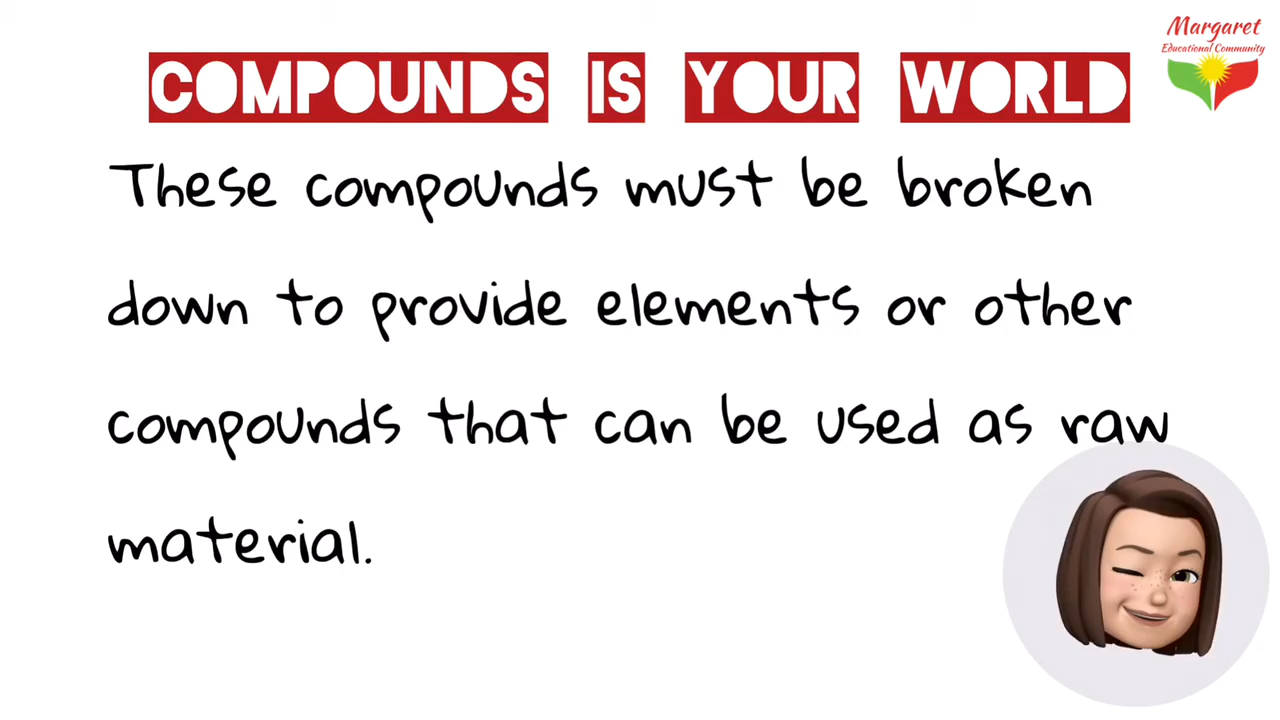 Margaret
Educational Community
COMPOUNDS IS YOUR WORLD
These compounds must be broken
down to provide elements or other
compounds that can be used as raw
material.